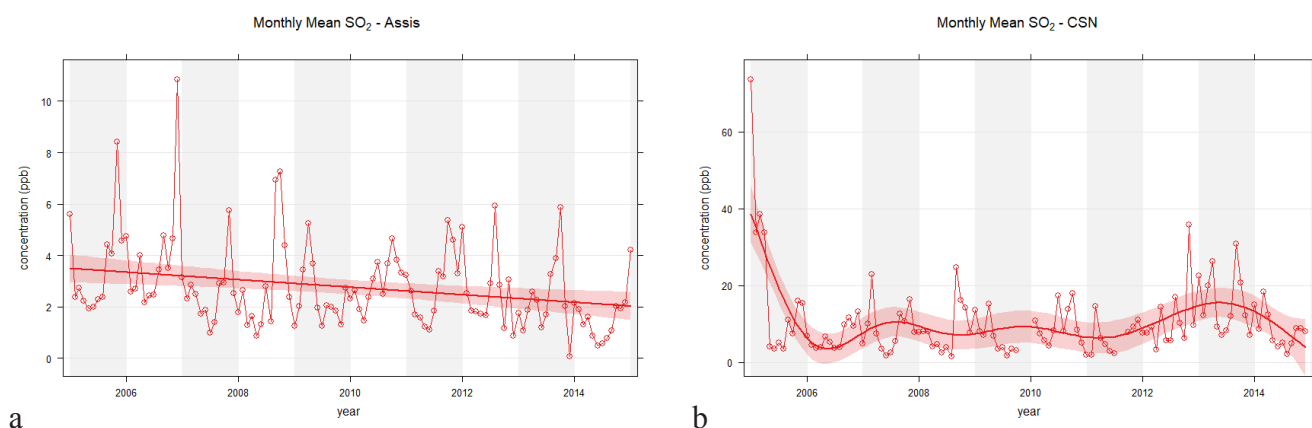 Monthly Mean SO₂ - Assis
concentration (ppb)
10
8
6
4
2
0
2006 2008 2010 2012 2014
year
a
Monthly Mean SO₂ - CSN
concentration (ppb)
60
40
20
0
2006 2008 2010 2012 2014
year
b